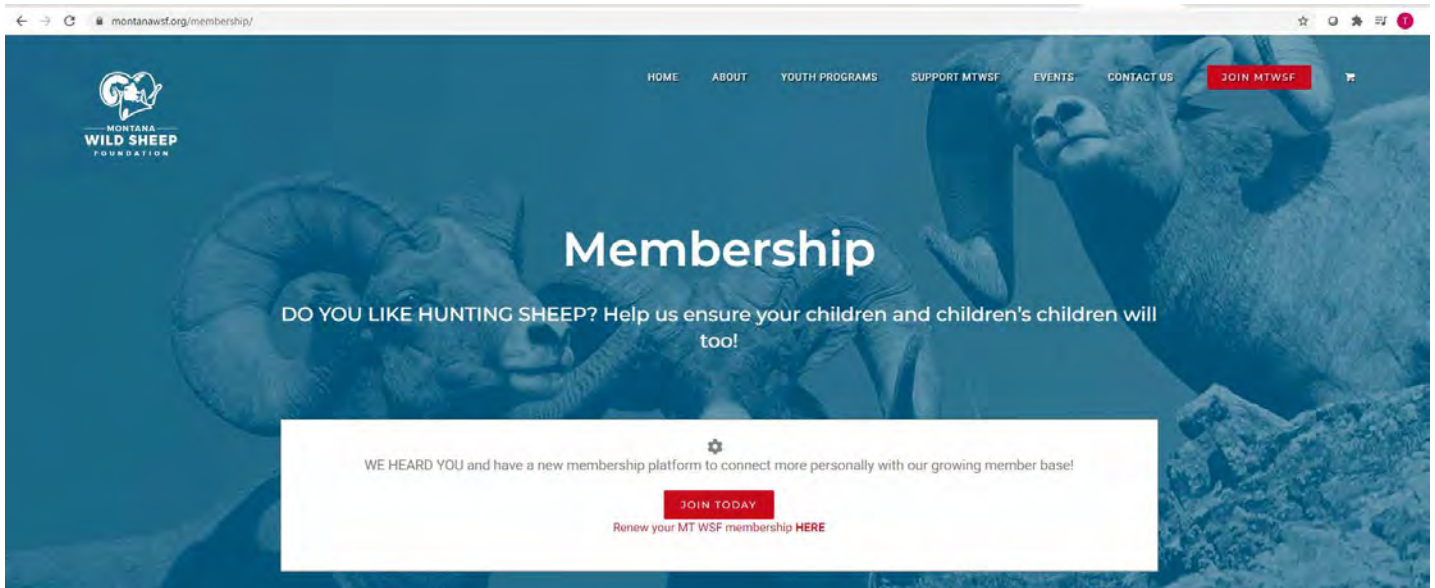 montanawsf.org/membership/
T
MONTANA
WILD SHEEP
FOUNDATION
HOME ABOUT YOUTH PROGRAMS SUPPORT MTWSF EVENTS CONTACT US JOIN MTWSF
Membership
DO YOU LIKE HUNTING SHEEP? Help us ensure your children and children's children will
too!
WE HEARD YOU and have a new membership platform to connect more personally with our growing member base!
JOIN TODAY
Renew your MT WSF membership HERE